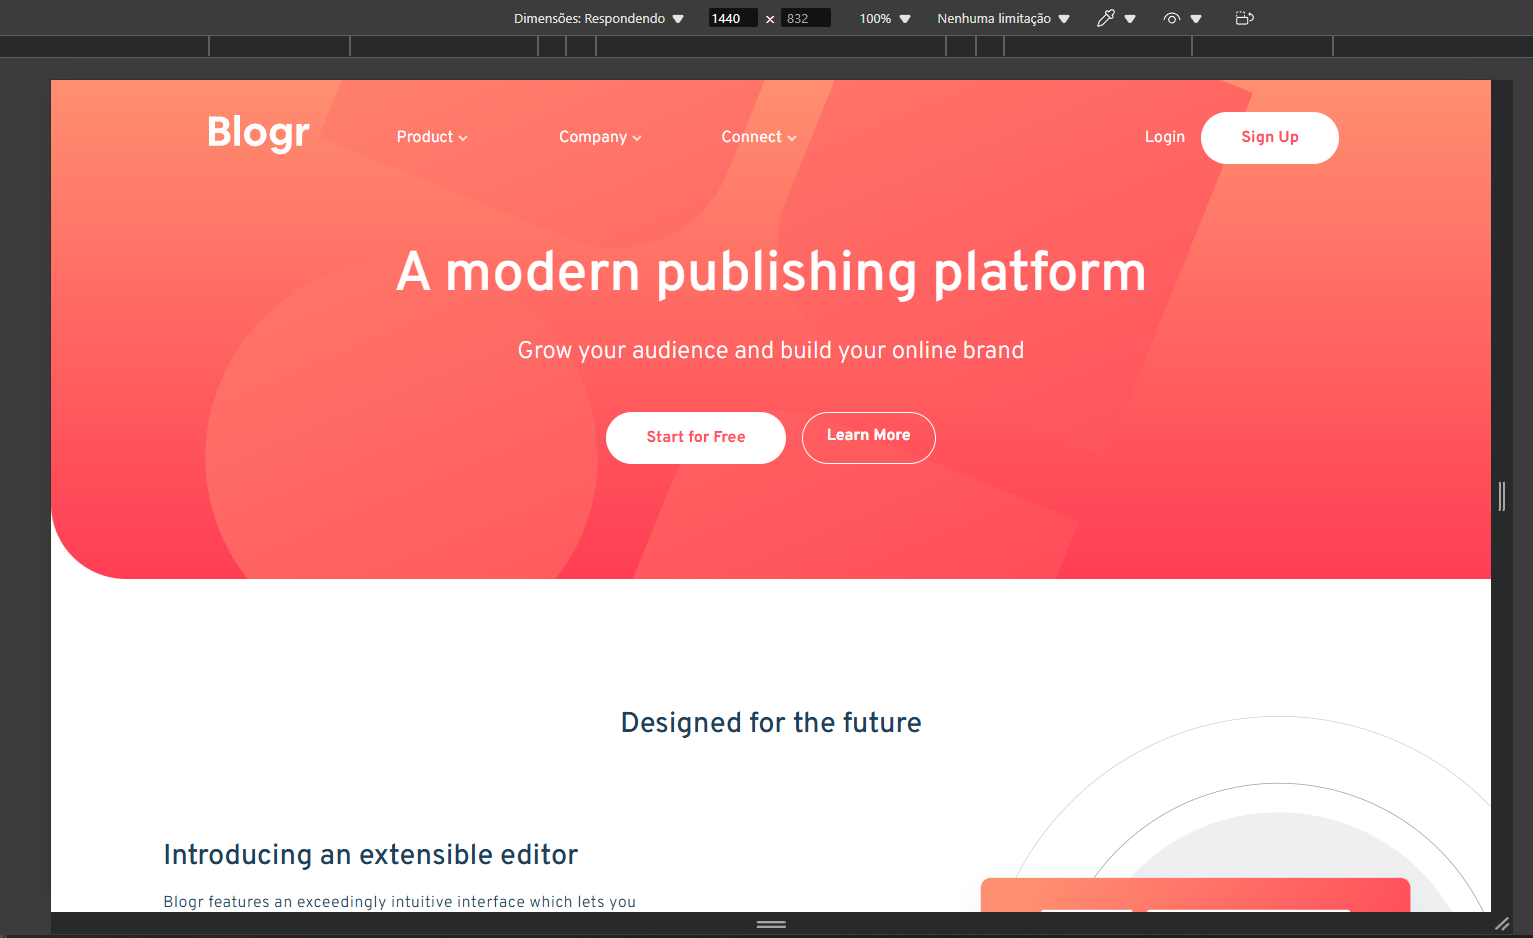 Dimensões: Respondendo 1440 × 832 100% Nenhuma limitação
Blogr Product Company Connect Login Sign Up
A modern publishing platform
Grow your audience and build your online brand
Start for Free Learn More
Designed for the future
Introducing an extensible editor
Blogr features an exceedingly intuitive interface which lets you